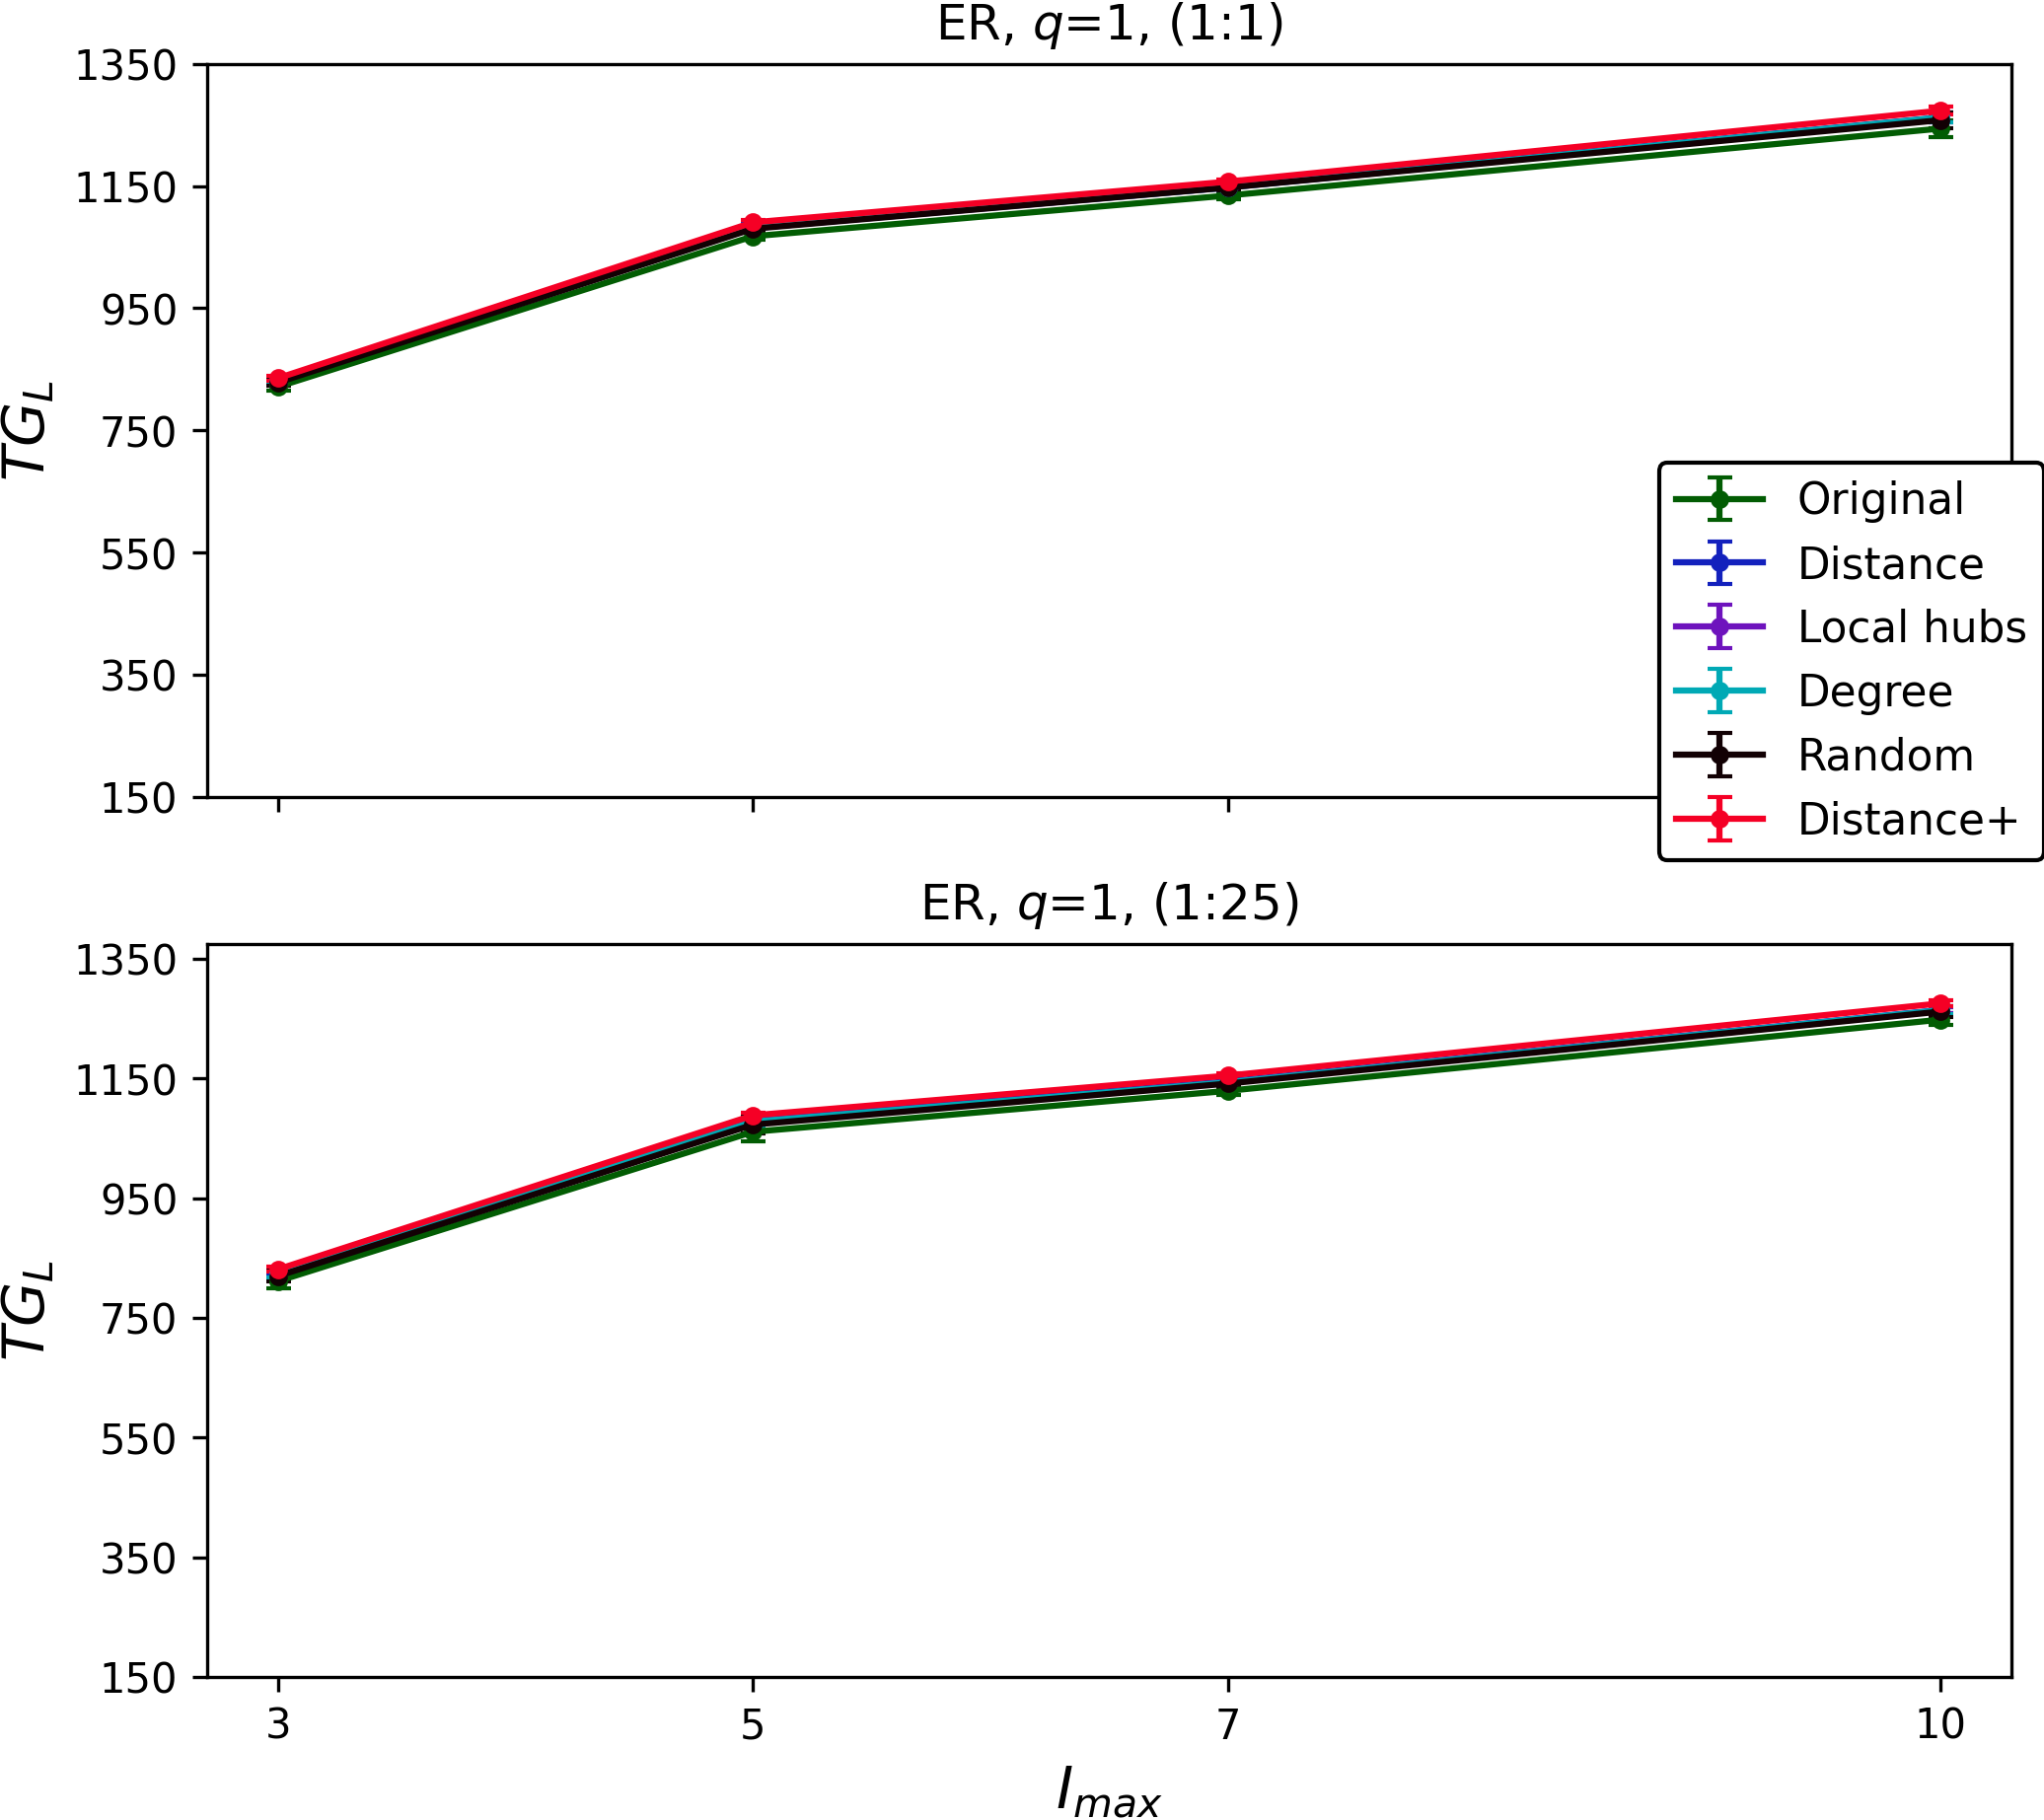 ER, q=1, (1:1)
1350
1150
950
750
550
350
150
TG_L
Original
Distance
Local hubs
Degree
Random
Distance+
ER, q=1, (1:25)
1350
1150
950
750
550
350
150
TG_L
3 5 7 10
I_max